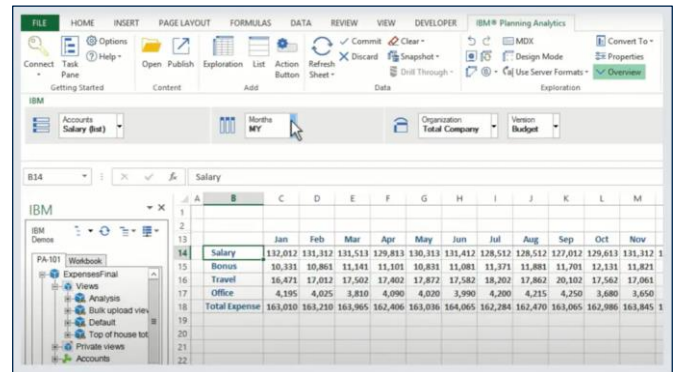 FILE HOME INSERT PAGE LAYOUT FORMULAS DATA REVIEW VIEW DEVELOPER IBM® Planning Analytics
Connect
Task Pane
Options
Help
Getting Started
Open Publish
Content
Exploration List Action Button
Add
Refresh Sheet
Commit
Discard
Clear
Snapshot
Drill Through
Data
MDX
Design Mode
Use Server Formats
Convert To
Properties
Overview
Exploration
IBM
Accounts
Salary (list)
Months
MY
Organization
Total Company
Version
Budget
B14 fx Salary
IBM
IBM Demos
PA-101 Workbook
ExpensesFinal
Views
Analysis
Bulk upload view
Default
Top of house tot
Private views
Accounts
A B C D E F G H I J K L M
1
2
13 Jan Feb Mar Apr May Jun Jul Aug Sep Oct Nov
14 Salary 132,012 131,312 131,513 129,813 130,313 131,412 128,512 128,512 127,012 129,613 131,312 1
15 Bonus 10,331 10,861 11,141 11,101 10,831 11,081 11,371 11,881 11,701 12,131 11,821
16 Travel 16,471 17,012 17,502 17,402 17,872 17,582 18,202 17,862 20,102 17,562 17,061
17 Office 4,195 4,025 3,810 4,090 4,020 3,990 4,200 4,215 4,250 3,680 3,650
18 Total Expense 163,010 163,210 163,965 162,406 163,036 164,065 162,284 162,470 163,065 162,986 163,845 1
19
20
21
22